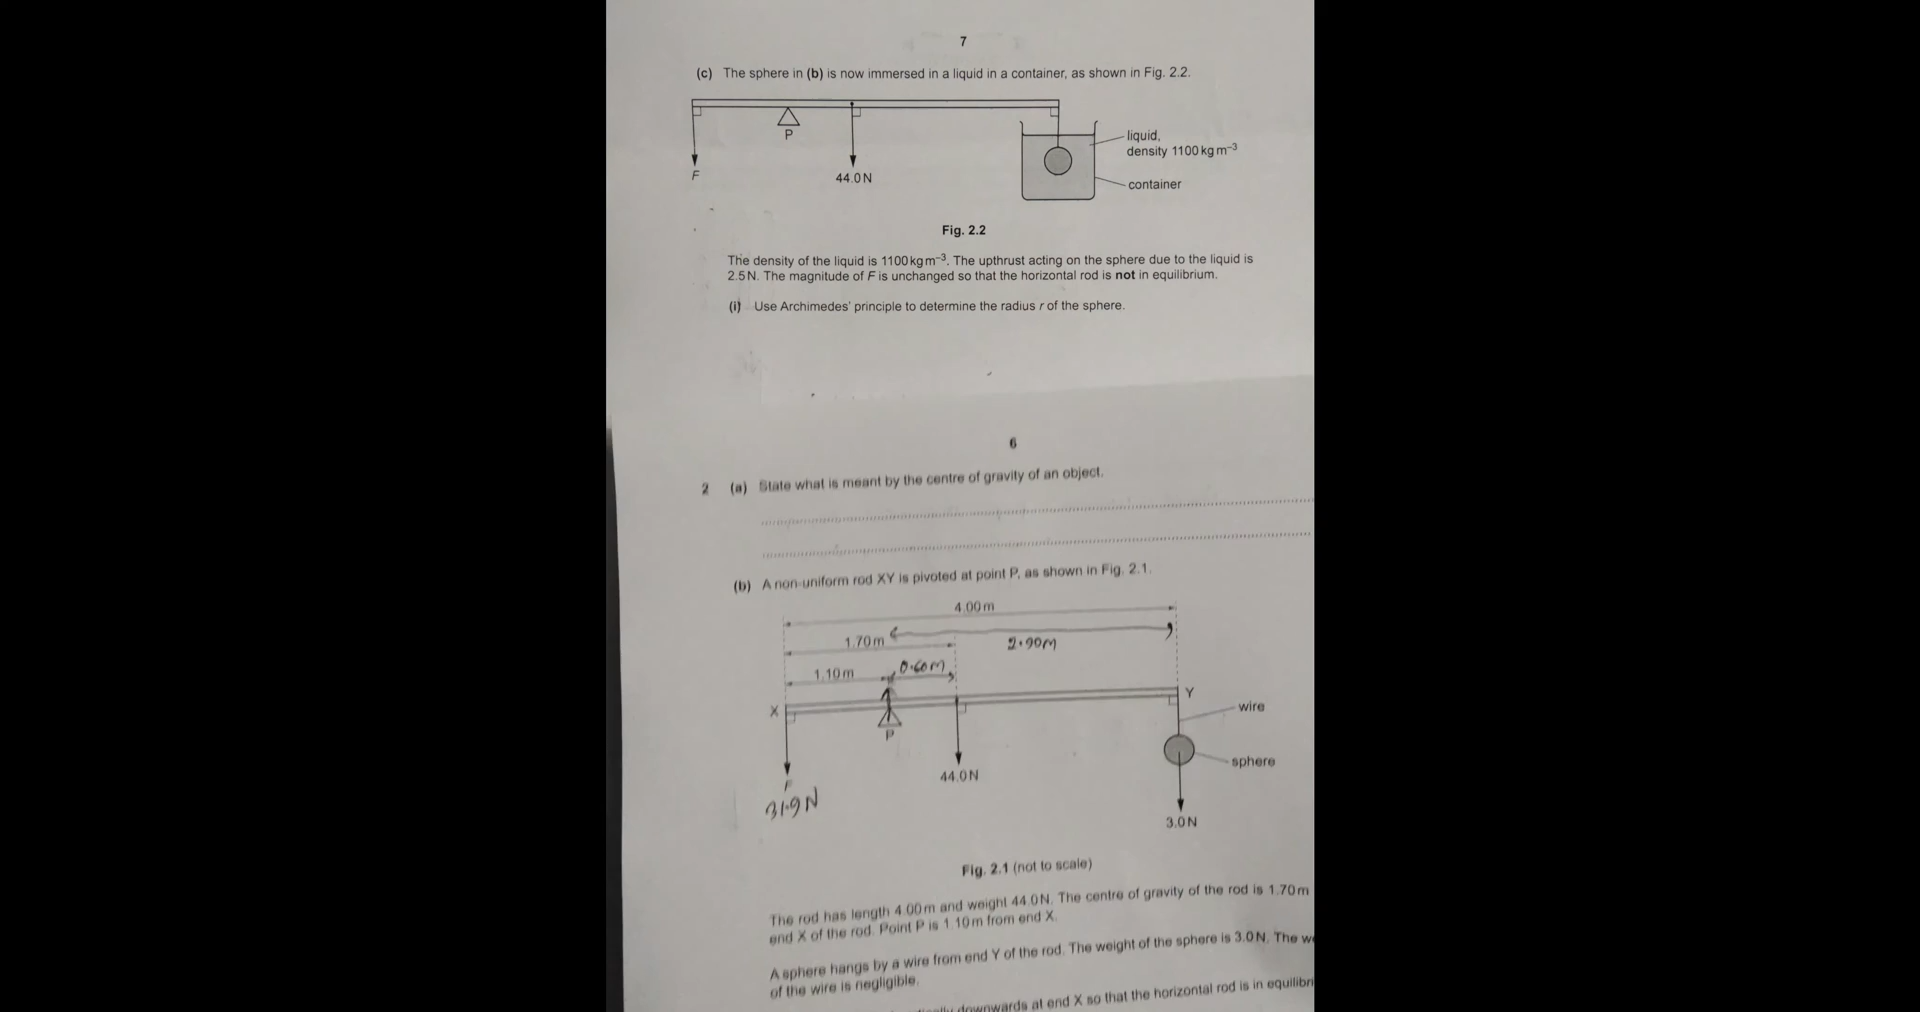 7
(c) The sphere in (b) is now immersed in a liquid in a container, as shown in Fig. 2.2.
P
liquid,
density 1100 kg m⁻³
F
44.0 N
container
Fig. 2.2
The density of the liquid is 1100 kg m⁻³. The upthrust acting on the sphere due to the liquid is
2.5 N. The magnitude of F is unchanged so that the horizontal rod is not in equilibrium.
(i) Use Archimedes' principle to determine the radius r of the sphere.
6
2 (a) State what is meant by the centre of gravity of an object.
(b) A non-uniform rod XY is pivoted at point P, as shown in Fig. 2.1.
4.00 m
1.70 m
2.90M
1.10 m
0.60M
X
Y
wire
P
sphere
44.0 N
F
31.9 N
3.0 N
Fig. 2.1 (not to scale)
The rod has length 4.00 m and weight 44.0 N. The centre of gravity of the rod is 1.70 m
end X of the rod. Point P is 1.10 m from end X.
A sphere hangs by a wire from end Y of the rod. The weight of the sphere is 3.0 N. The
of the wire is negligible.
downwards at end X so that the horizontal rod is in